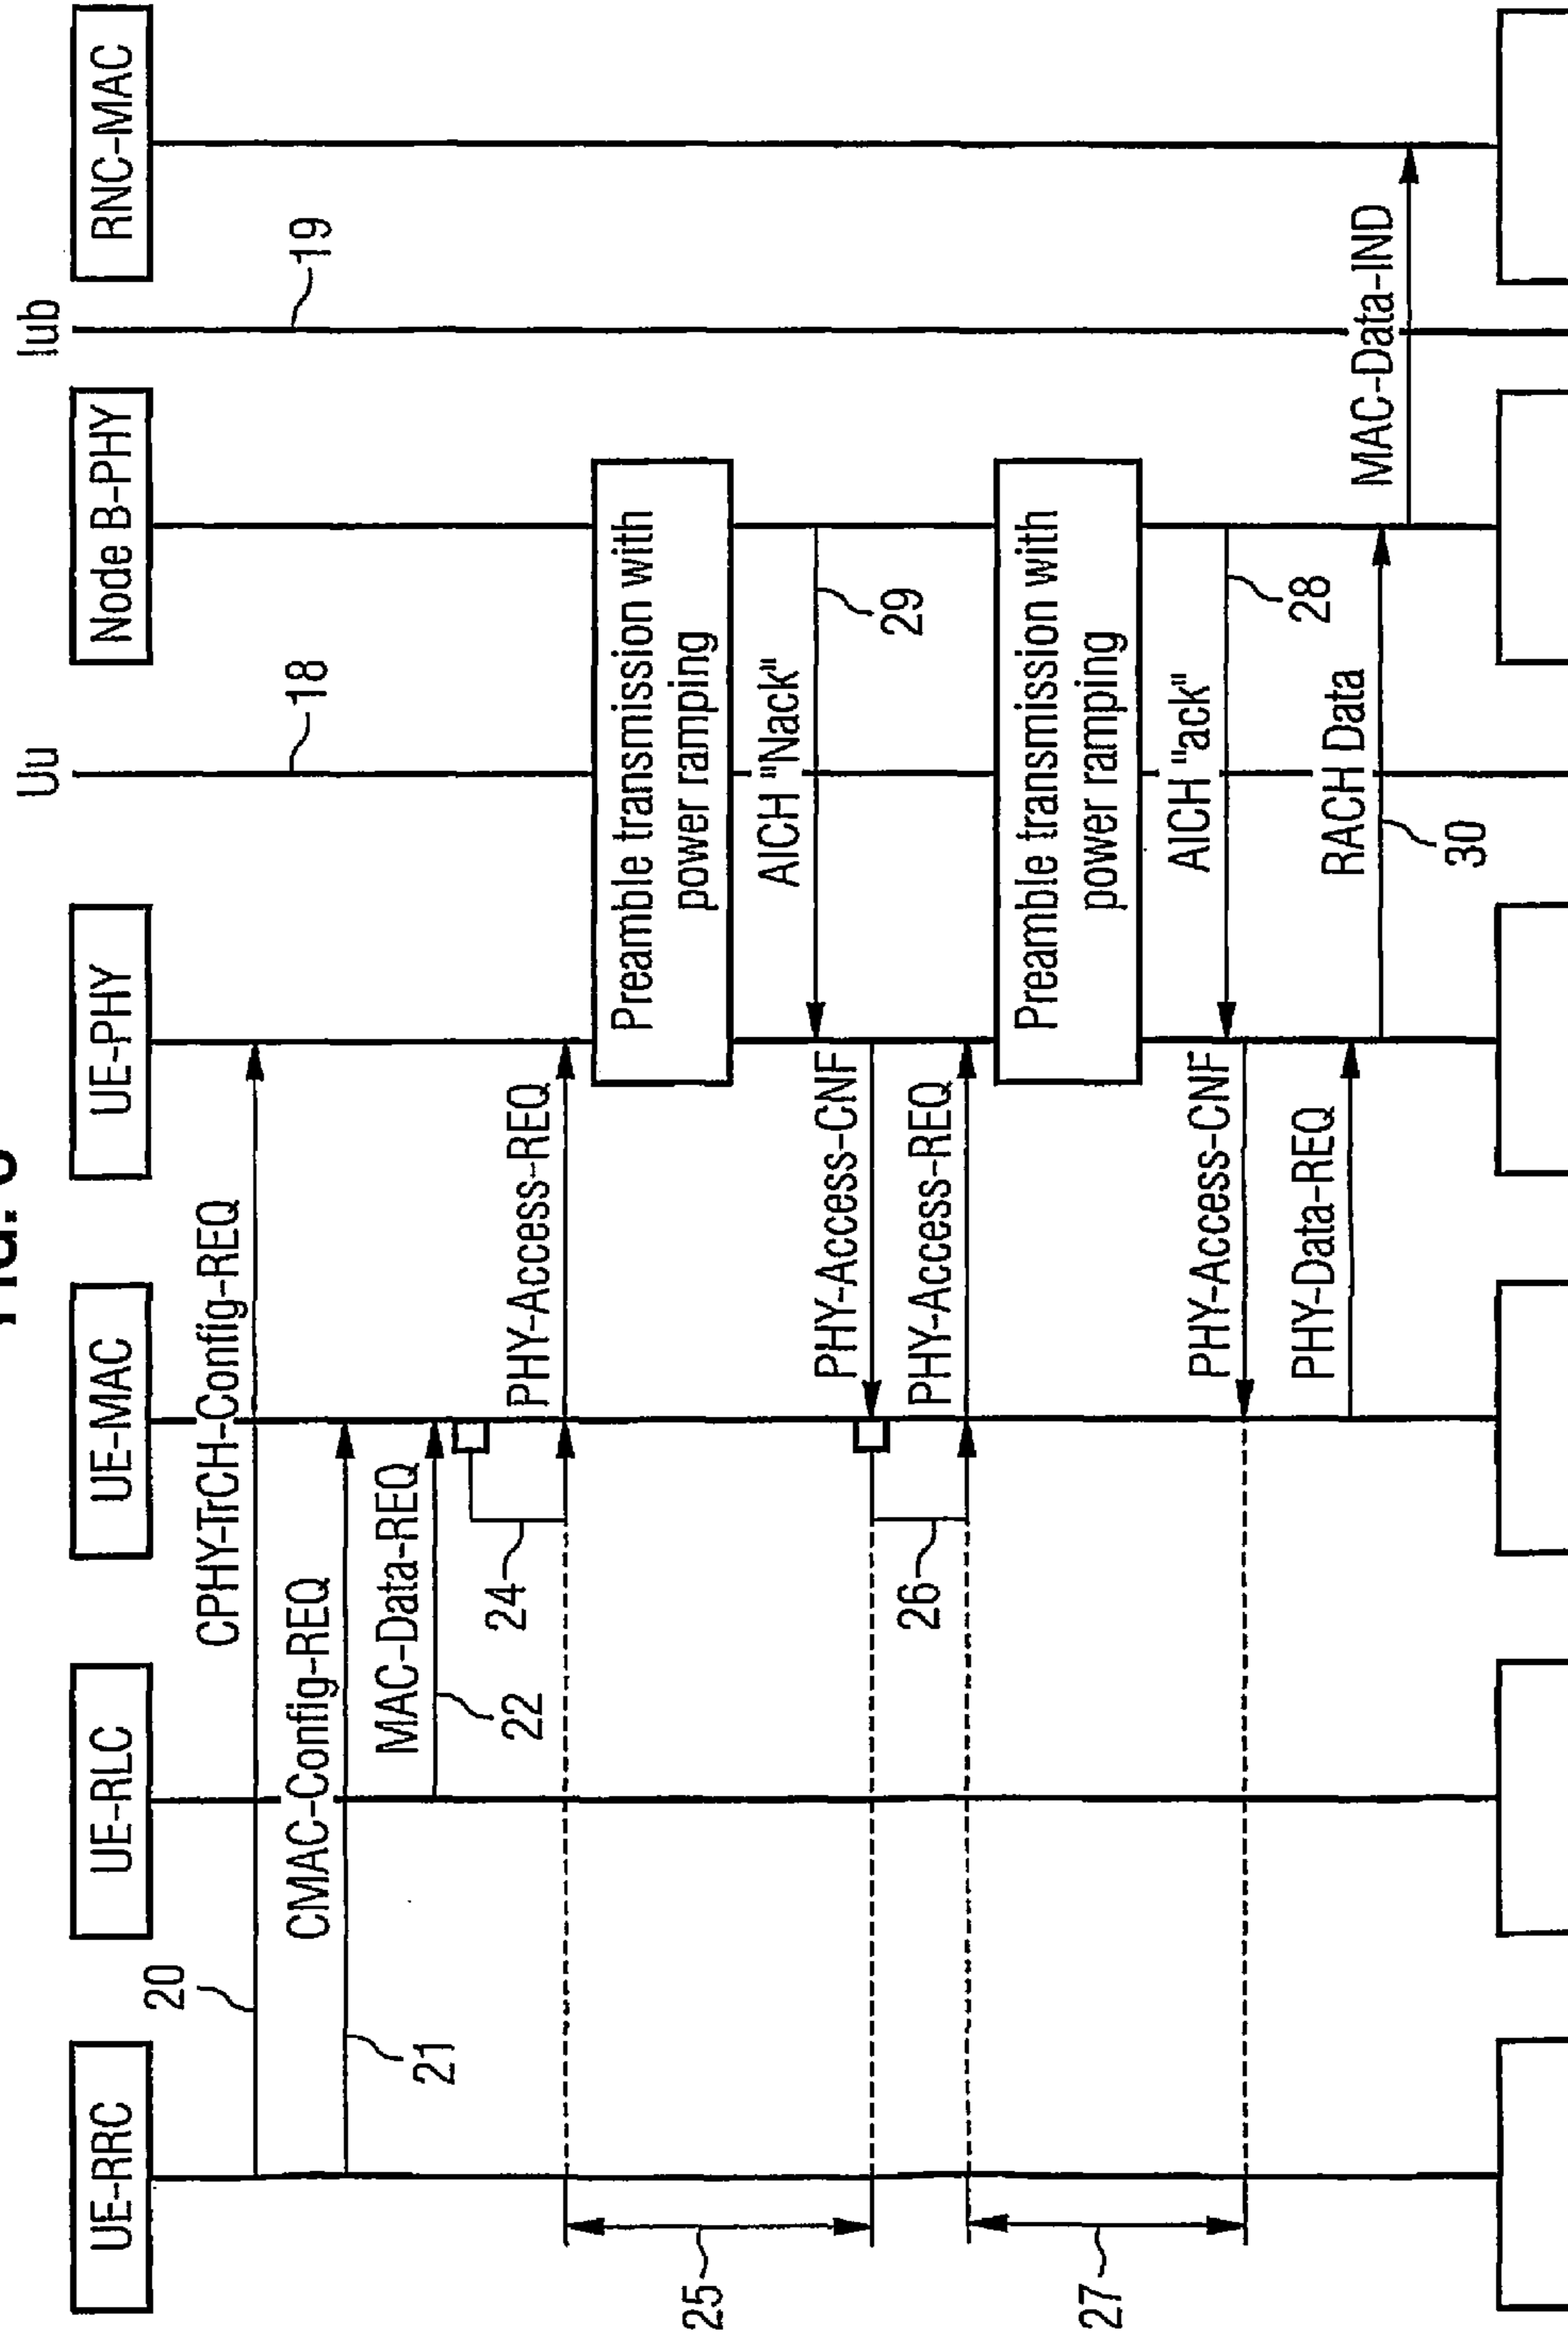 Uu
Iub
UE-RRC
UE-RLC
UE-MAC
UE-PHY
Node B-PHY
RNC-MAC
20
CPHY-TrCH-Config-REQ
18
19
CMAC-Config-REQ
21
MAC-Data-REQ
22
24
PHY-Access-REQ
Preamble transmission with
power ramping
25
AICH "Nack"
29
PHY-Access-CNF
26
PHY-Access-REQ
Preamble transmission with
power ramping
27
AICH "ack"
28
PHY-Access-CNF
PHY-Data-REQ
RACH Data
30
MAC-Data-IND